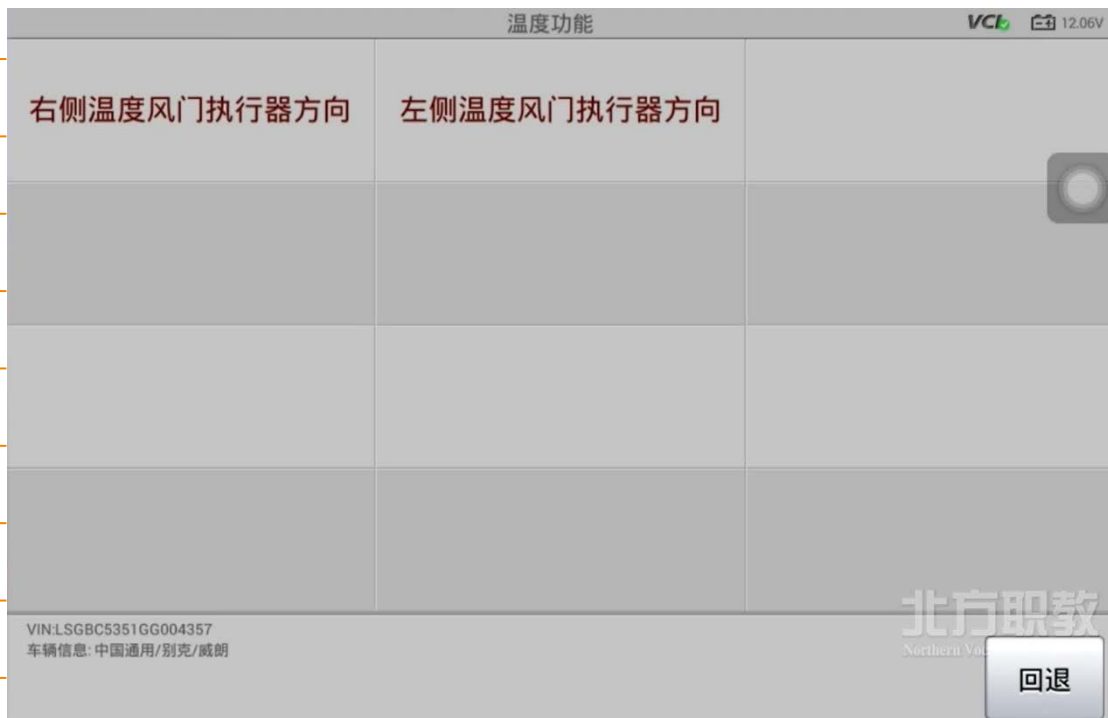 温度功能
VCI
12.06V
右侧温度风门执行器方向
左侧温度风门执行器方向
VIN:LSGBC5351GG004357
车辆信息: 中国通用/别克/威朗
北方职教
Northern
回退